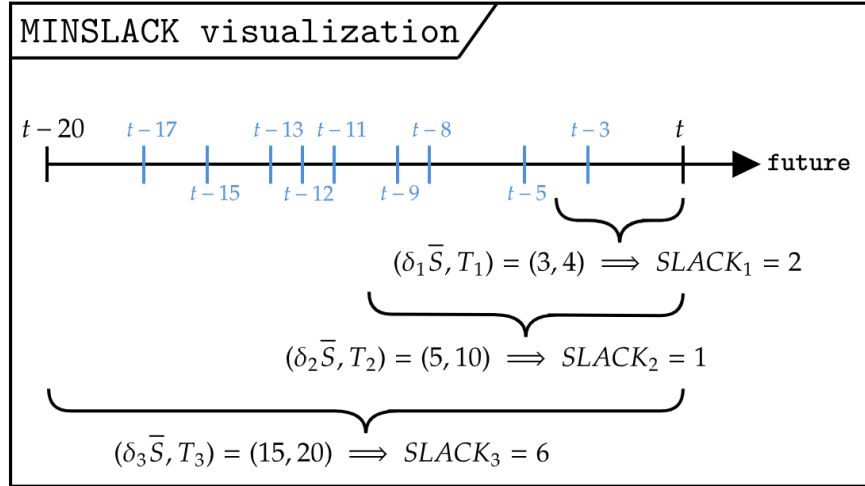 MINSLACK visualization
t − 20 t − 17 t − 13 t − 11 t − 8 t − 3 t
future
t − 15 t − 12 t − 9 t − 5
(δ₁S̅, T₁) = (3, 4) ⟹ SLACK₁ = 2
(δ₂S̅, T₂) = (5, 10) ⟹ SLACK₂ = 1
(δ₃S̅, T₃) = (15, 20) ⟹ SLACK₃ = 6